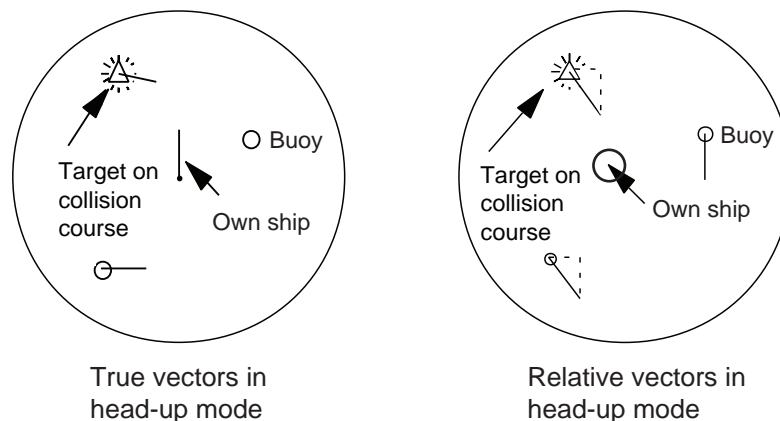 Buoy
Target on
collision
course
Own ship
True vectors in
head-up mode
Buoy
Target on
collision
course
Own ship
Relative vectors in
head-up mode